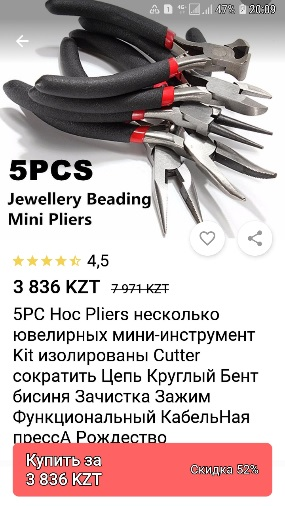 47% 20:09
5PCS
Jewellery Beading
Mini Pliers
4,5
3 836 KZT 7 971 KZT
5PC Нос Pliers несколько
ювелирных мини-инструмент
Kit изолированы Cutter
сократить Цепь Круглый Бент
бисиня Зачистка Зажим
Функциональный КабельНая
прессА Рождество
Купить за
3 836 KZT
Скидка 52%